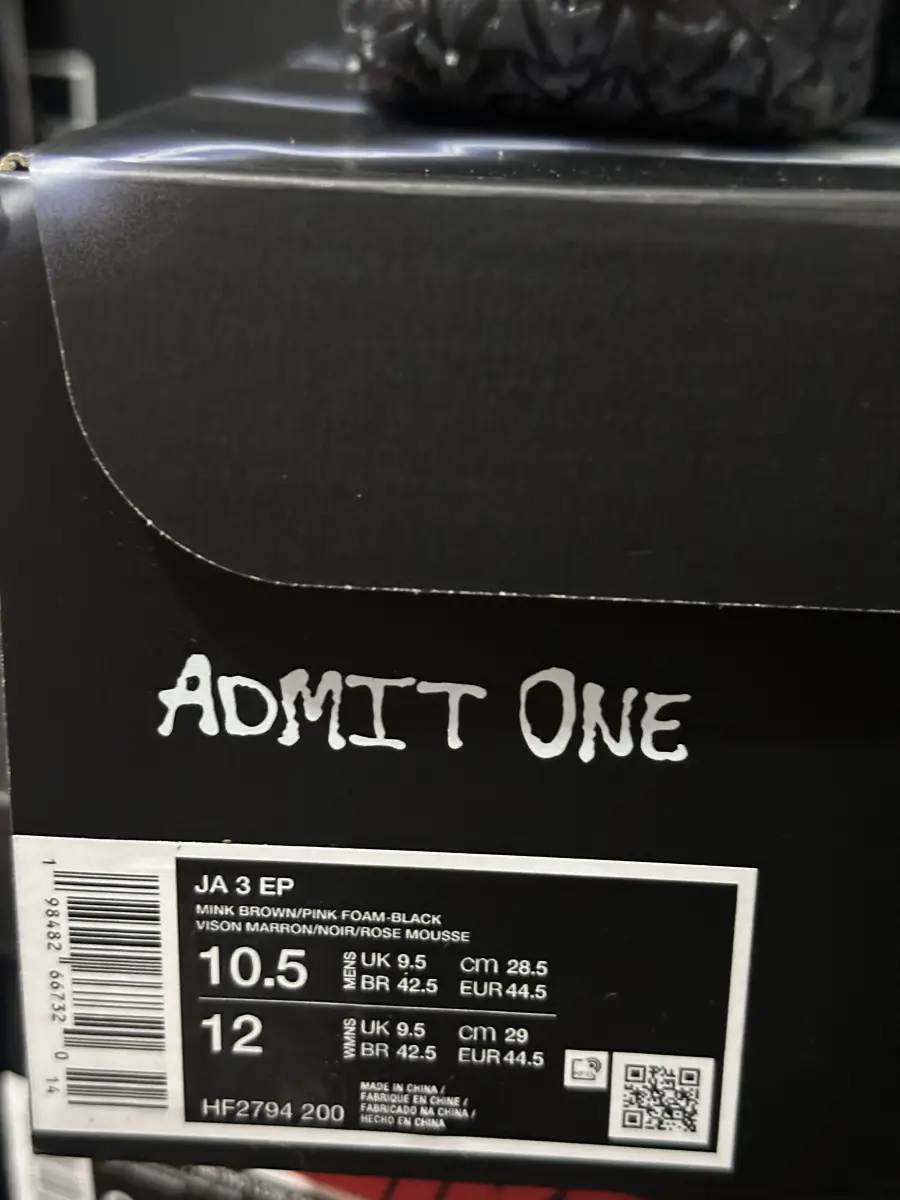 ADMIT ONE
JA 3 EP
MINK BROWN/PINK FOAM-BLACK
VISON MARRON/NOIR/ROSE MOUSSE
10.5 MENS UK 9.5 cm 28.5
BR 42.5 EUR 44.5
12 WMNS UK 9.5 cm 29
BR 42.5 EUR 44.5
HF2794 200
MADE IN CHINA /
FABRIQUE EN CHINE /
FABRICADO NA CHINA /
HECHO EN CHINA
1 98482 66732 0 14